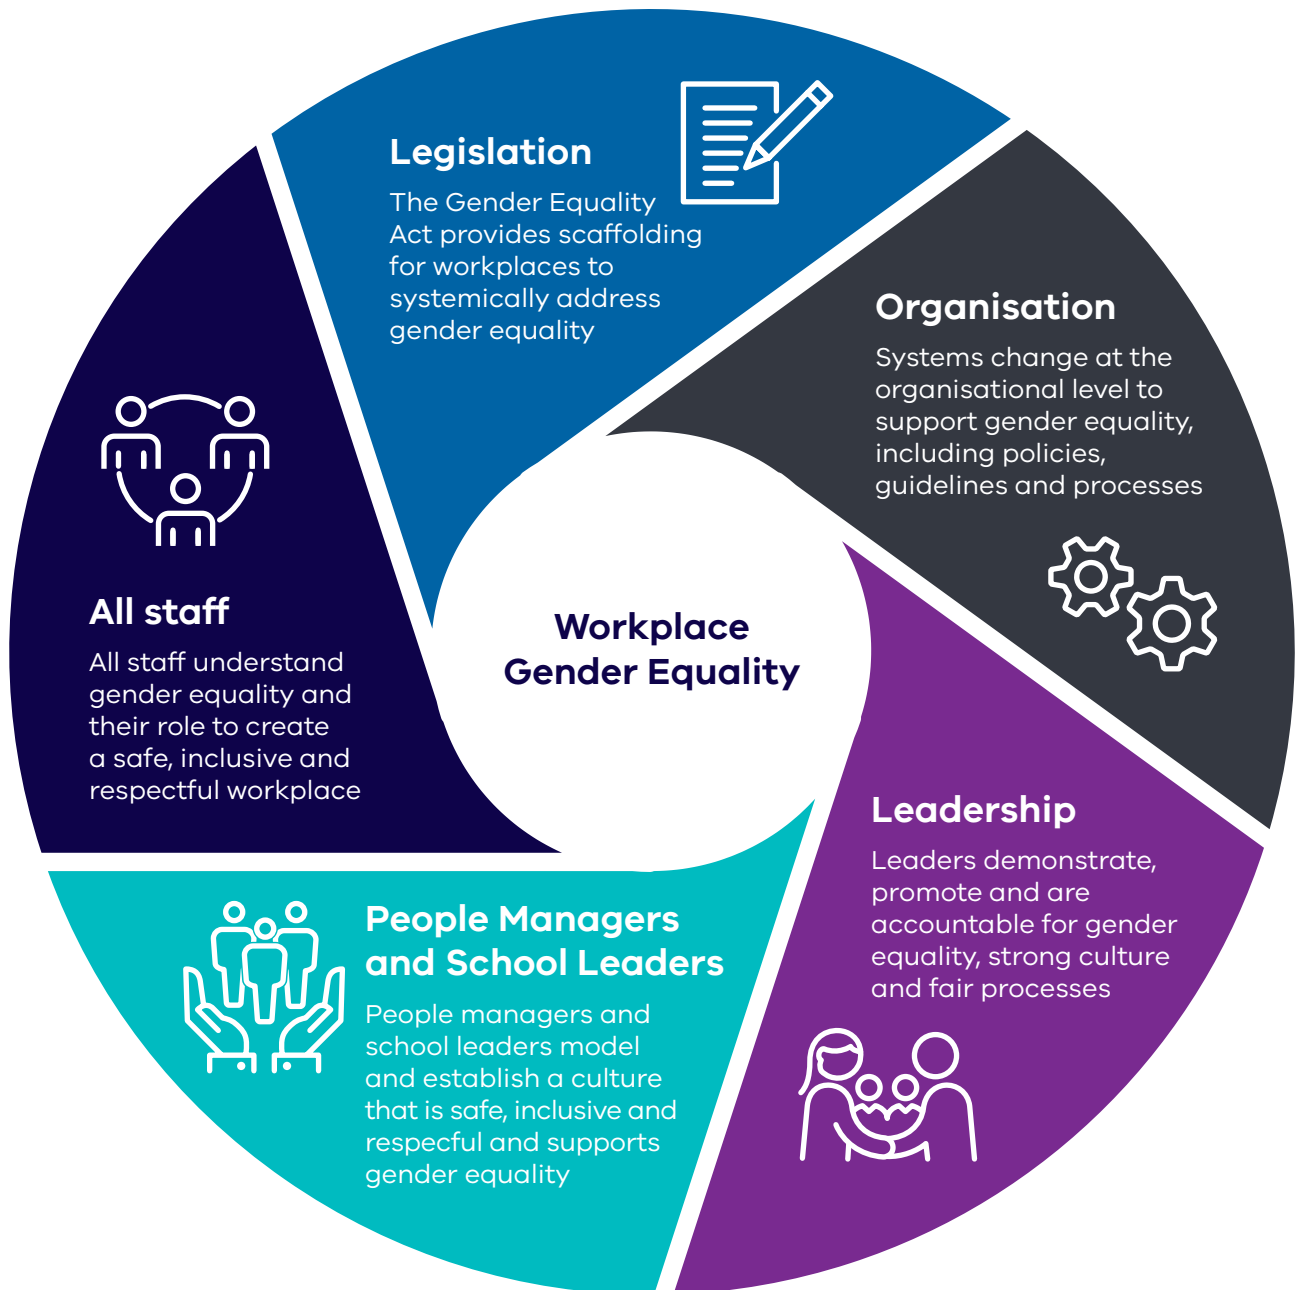 Legislation
The Gender Equality
Act provides scaffolding
for workplaces to
systemically address
gender equality
Organisation
Systems change at the
organisational level to
support gender equality,
including policies,
guidelines and processes
Leadership
Leaders demonstrate,
promote and are
accountable for gender
equality, strong culture
and fair processes
People Managers
and School Leaders
People managers and
school leaders model
and establish a culture
that is safe, inclusive and
respecful and supports
gender equality
All staff
All staff understand
gender equality and
their role to create
a safe, inclusive and
respectful workplace
Workplace
Gender Equality